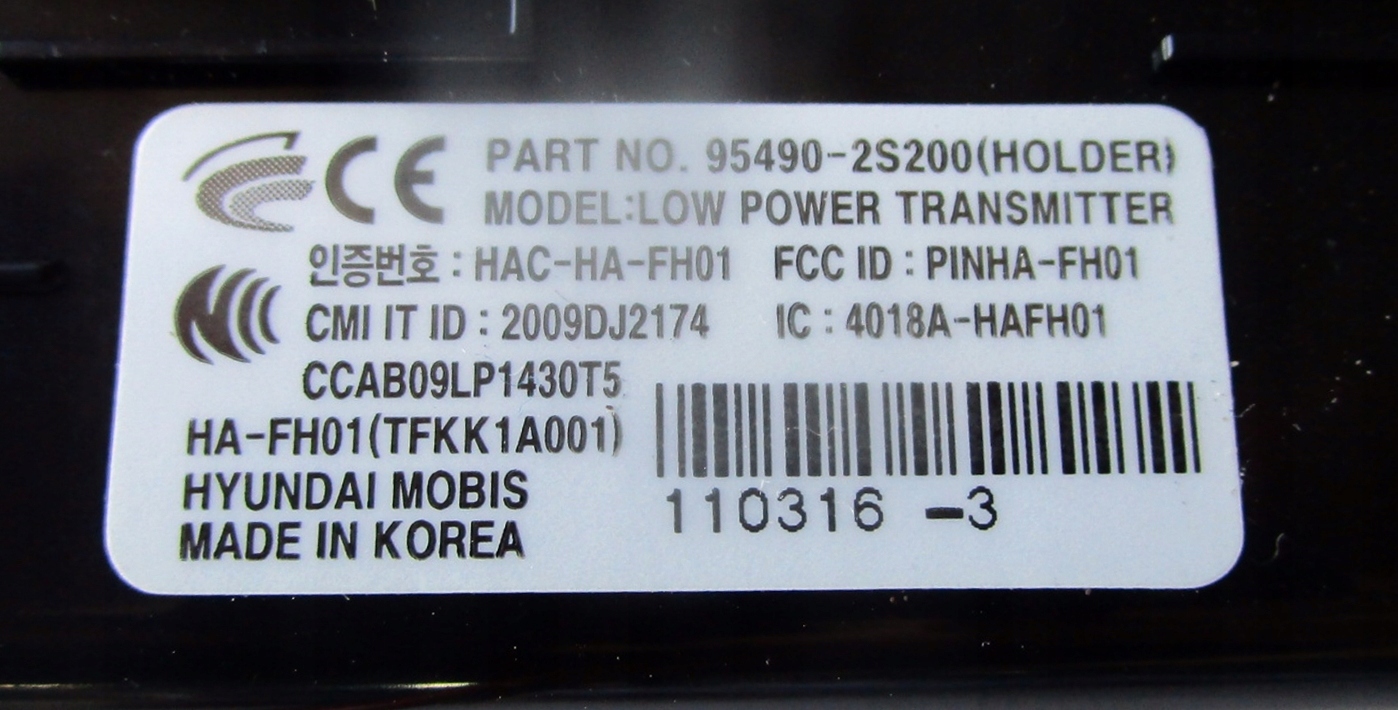 CE PART NO. 95490-2S200(HOLDER)
MODEL:LOW POWER TRANSMITTER
인증번호 : HAC-HA-FH01 FCC ID : PINHA-FH01
CMI IT ID : 2009DJ2174 IC : 4018A-HAFH01
CCAB09LP1430T5
HA-FH01(TFKK1A001)
HYUNDAI MOBIS
MADE IN KOREA
110316 -3